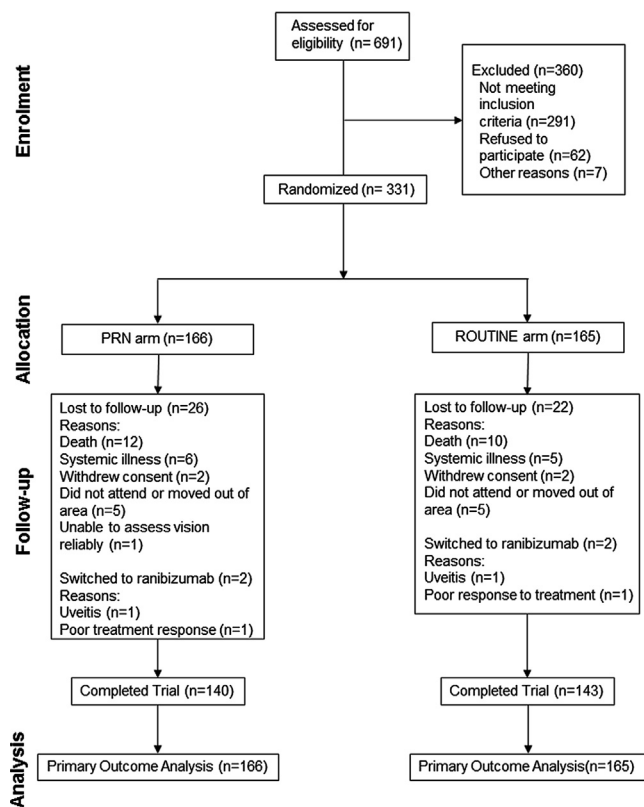 Enrolment
Assessed for
eligibility (n= 691)
Excluded (n=360)
Not meeting
inclusion
criteria (n=291)
Refused to
participate (n=62)
Other reasons (n=7)
Randomized (n= 331)
Allocation
PRN arm (n=166)
ROUTINE arm (n=165)
Follow-up
Lost to follow-up (n=26)
Reasons:
Death (n=12)
Systemic illness (n=6)
Withdrew consent (n=2)
Did not attend or moved out of
area (n=5)
Unable to assess vision
reliably (n=1)
Switched to ranibizumab (n=2)
Reasons:
Uveitis (n=1)
Poor treatment response (n=1)
Lost to follow-up (n=22)
Reasons:
Death (n=10)
Systemic illness (n=5)
Withdrew consent (n=2)
Did not attend or moved out of
area (n=5)
Switched to ranibizumab (n=2)
Reasons:
Uveitis (n=1)
Poor response to treatment (n=1)
Completed Trial (n=140)
Completed Trial (n=143)
Analysis
Primary Outcome Analysis (n=166)
Primary Outcome Analysis(n=165)